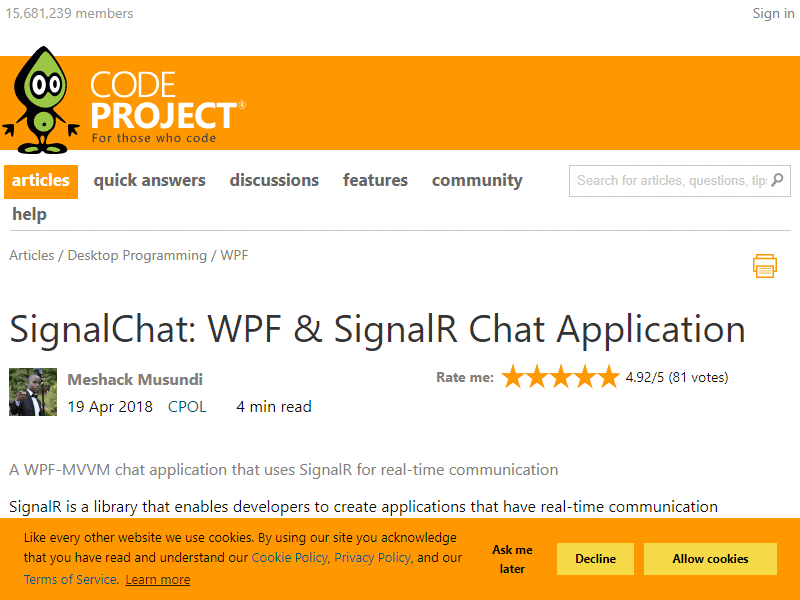 15,681,239 members
Sign in
CODE
PROJECT®
For those who code
articles quick answers discussions features community
Search for articles, questions, tips
help
Articles / Desktop Programming / WPF
SignalChat: WPF & SignalR Chat Application
Meshack Musundi
Rate me: 4.92/5 (81 votes)
19 Apr 2018 CPOL 4 min read
A WPF-MVVM chat application that uses SignalR for real-time communication
SignalR is a library that enables developers to create applications that have real-time communication
Like every other website we use cookies. By using our site you acknowledge
that you have read and understand our Cookie Policy, Privacy Policy, and our
Terms of Service. Learn more
Ask me
later
Decline
Allow cookies